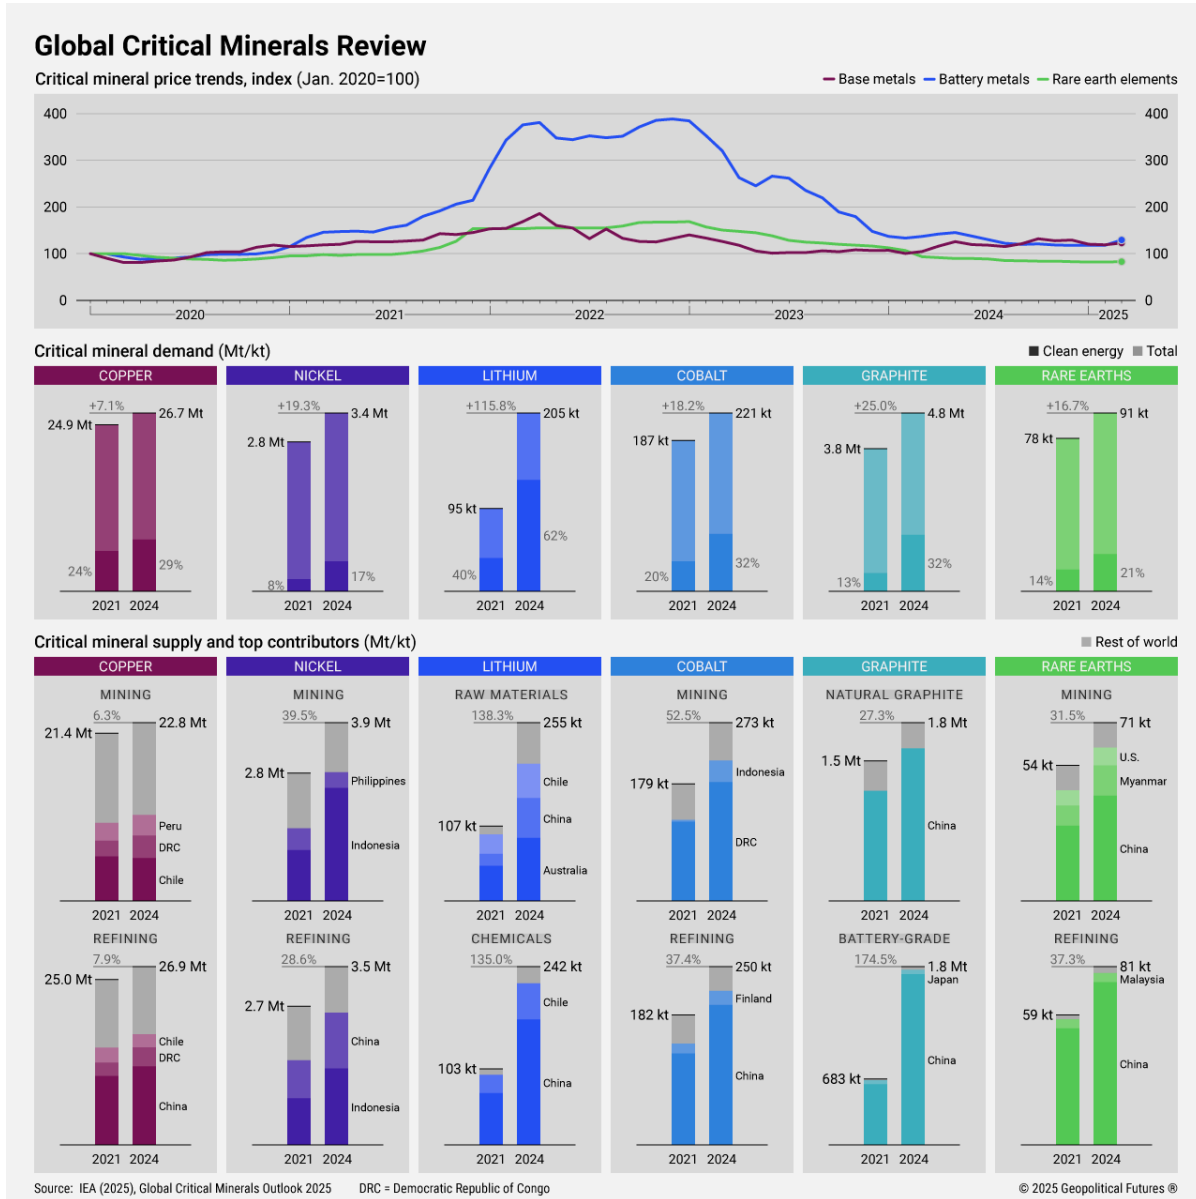 Global Critical Minerals Review
Critical mineral price trends, index (Jan. 2020=100)
Base metals Battery metals Rare earth elements
400 400
300 300
200 200
100 100
0 0
2020 2021 2022 2023 2024 2025
Critical mineral demand (Mt/kt)
Clean energy Total
COPPER NICKEL LITHIUM COBALT GRAPHITE RARE EARTHS
+7.1% 26.7 Mt +19.3% 3.4 Mt +115.8% 205 kt +18.2% 221 kt +25.0% 4.8 Mt +16.7% 91 kt
24.9 Mt 2.8 Mt 95 kt 187 kt 3.8 Mt 78 kt
24% 29% 8% 17% 40% 62% 20% 32% 13% 32% 14% 21%
2021 2024 2021 2024 2021 2024 2021 2024 2021 2024 2021 2024
Critical mineral supply and top contributors (Mt/kt)
Rest of world
COPPER NICKEL LITHIUM COBALT GRAPHITE RARE EARTHS
MINING MINING RAW MATERIALS MINING NATURAL GRAPHITE MINING
6.3% 22.8 Mt 39.5% 3.9 Mt 138.3% 255 kt 52.5% 273 kt 27.3% 1.8 Mt 31.5% 71 kt
21.4 Mt 2.8 Mt 107 kt 179 kt 1.5 Mt 54 kt
Peru Philippines Chile Indonesia China U.S.
DRC Indonesia China DRC Myanmar
Chile Australia China
2021 2024 2021 2024 2021 2024 2021 2024 2021 2024 2021 2024
REFINING REFINING CHEMICALS REFINING BATTERY-GRADE REFINING
7.9% 26.9 Mt 28.6% 3.5 Mt 135.0% 242 kt 37.4% 250 kt 174.5% 1.8 Mt 37.3% 81 kt
25.0 Mt 2.7 Mt 103 kt 182 kt 683 kt 59 kt
Chile China Chile Finland Japan Malaysia
DRC Indonesia China China China China
China
2021 2024 2021 2024 2021 2024 2021 2024 2021 2024 2021 2024
Source: IEA (2025), Global Critical Minerals Outlook 2025 DRC = Democratic Republic of Congo
© 2025 Geopolitical Futures ®